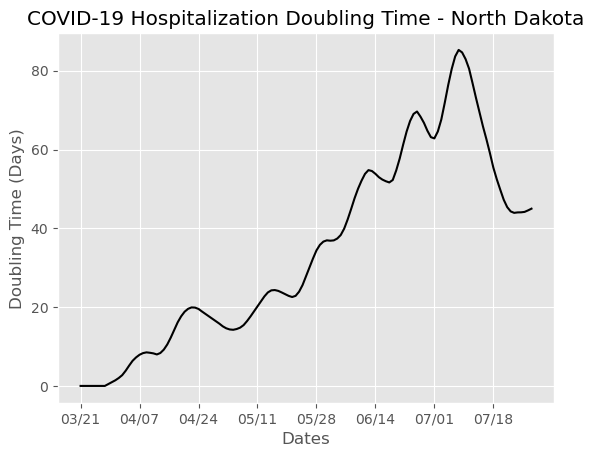 COVID-19 Hospitalization Doubling Time - North Dakota
Doubling Time (Days)
80
60
40
20
0
03/21 04/07 04/24 05/11 05/28 06/14 07/01 07/18
Dates